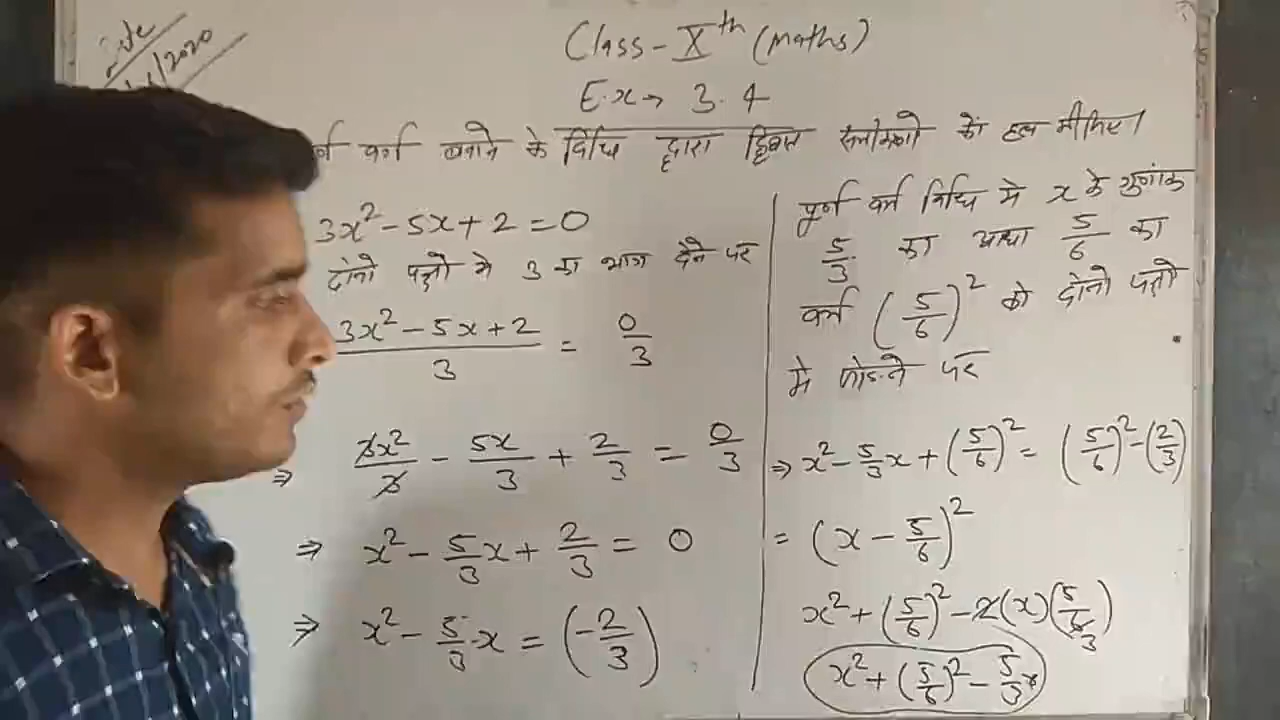 /2020
Class - Xth (Maths)
Ex → 3.4
वर्ग बनाने के विधि द्वारा द्विघात समीकरणों को हल कीजिए।
3x² - 5x + 2 = 0
दोनो पक्षो मे 3 का भाग देने पर
3x² - 5x + 2 / 3 = 0/3
⇒ 3x²/3 - 5x/3 + 2/3 = 0/3
⇒ x² - 5/3 x + 2/3 = 0
⇒ x² - 5/3 x = (-2/3)
पूर्ण वर्ग विधि मे x के गुणांक
5/3 का आधा 5/6 का
वर्ग (5/6)² को दोनो पक्षो
मे जोडने पर
⇒ x² - 5/3 x + (5/6)² = (5/6)² - (2/3)
= (x - 5/6)²
x² + (5/6)² - 2(x)(5/6) 3
x² + (5/6)² - 5/3 x